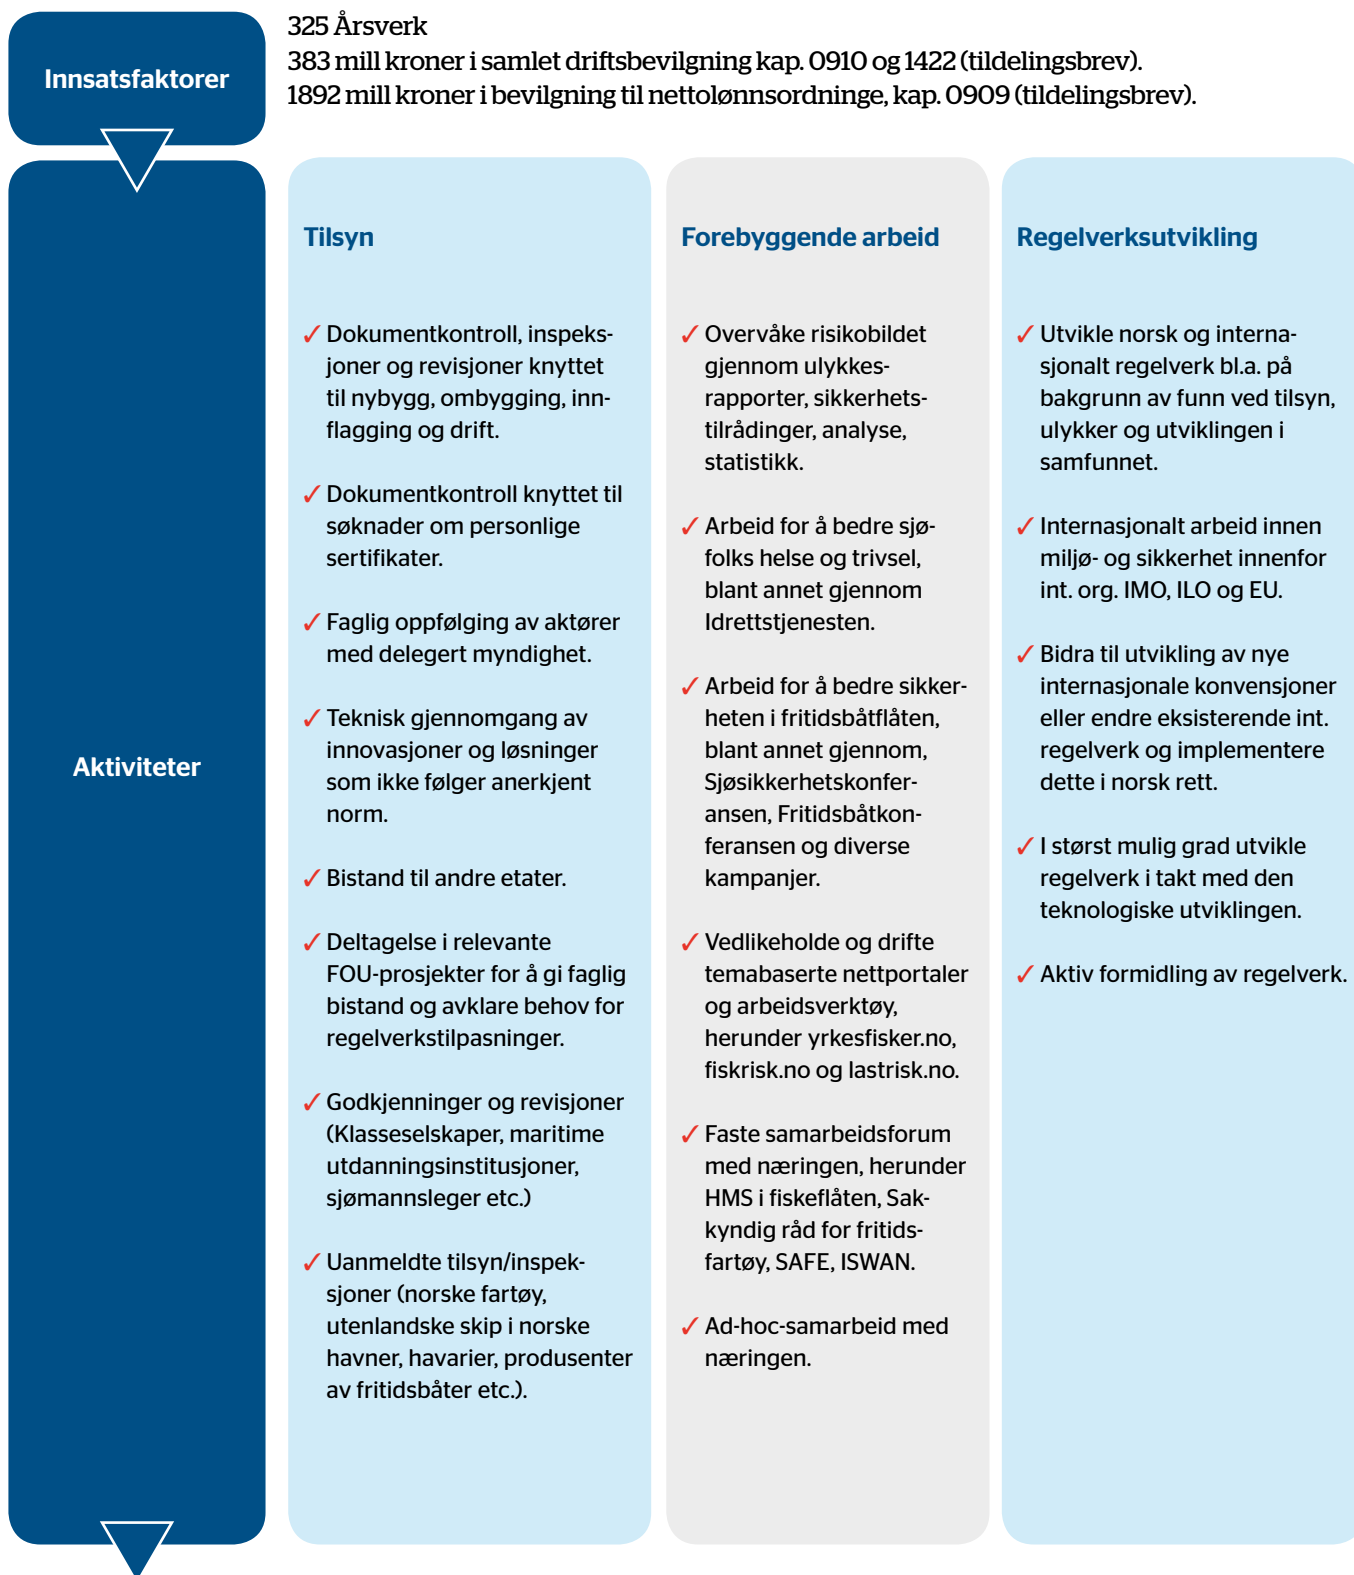 Innsatsfaktorer
325 Årsverk
383 mill kroner i samlet driftsbevilgning kap. 0910 og 1422 (tildelingsbrev).
1892 mill kroner i bevilgning til nettolønnsordninge, kap. 0909 (tildelingsbrev).
Aktiviteter
Tilsyn
✓ Dokumentkontroll, inspeks-
joner og revisjoner knyttet
til nybygg, ombygging, inn-
flagging og drift.
✓ Dokumentkontroll knyttet til
søknader om personlige
sertifikater.
✓ Faglig oppfølging av aktører
med delegert myndighet.
✓ Teknisk gjennomgang av
innovasjoner og løsninger
som ikke følger anerkjent
norm.
✓ Bistand til andre etater.
✓ Deltagelse i relevante
FOU-prosjekter for å gi faglig
bistand og avklare behov for
regelverkstilpasninger.
✓ Godkjenninger og revisjoner
(Klasseselskaper, maritime
utdanningsinstitusjoner,
sjømannsleger etc.)
✓ Uanmeldte tilsyn/inspek-
sjoner (norske fartøy,
utenlandske skip i norske
havner, havarier, produsenter
av fritidsbåter etc.).
Forebyggende arbeid
✓ Overvåke risikobildet
gjennom ulykkes-
rapporter, sikkerhets-
tilrådinger, analyse,
statistikk.
✓ Arbeid for å bedre sjø-
folks helse og trivsel,
blant annet gjennom
Idrettstjenesten.
✓ Arbeid for å bedre sikker-
heten i fritidsbåtflåten,
blant annet gjennom,
Sjøsikkerhetskonfer-
ansen, Fritidsbåtkon-
feransen og diverse
kampanjer.
✓ Vedlikeholde og drifte
temabaserte nettportaler
og arbeidsverktøy,
herunder yrkesfisker.no,
fiskrisk.no og lastrisk.no.
✓ Faste samarbeidsforum
med næringen, herunder
HMS i fiskeflåten, Sak-
kyndig råd for fritids-
fartøy, SAFE, ISWAN.
✓ Ad-hoc-samarbeid med
næringen.
Regelverksutvikling
✓ Utvikle norsk og interna-
sjonalt regelverk bl.a. på
bakgrunn av funn ved tilsyn,
ulykker og utviklingen i
samfunnet.
✓ Internasjonalt arbeid innen
miljø- og sikkerhet innenfor
int. org. IMO, ILO og EU.
✓ Bidra til utvikling av nye
internasjonale konvensjoner
eller endre eksisterende int.
regelverk og implementere
dette i norsk rett.
✓ I størst mulig grad utvikle
regelverk i takt med den
teknologiske utviklingen.
✓ Aktiv formidling av regelverk.